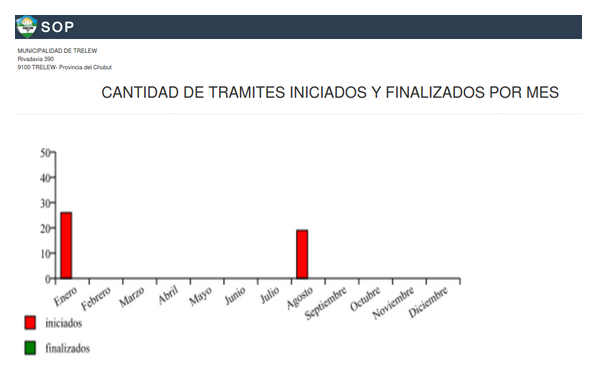 SOP
MUNICIPALIDAD DE TRELEW
Rivadavia 390
9100 TRELEW- Provincia del Chubut
CANTIDAD DE TRAMITES INICIADOS Y FINALIZADOS POR MES
50
40
30
20
10
0
Enero
Febrero
Marzo
Abril
Mayo
Junio
Julio
Agosto
Septiembre
Octubre
Noviembre
Diciembre
iniciados
finalizados